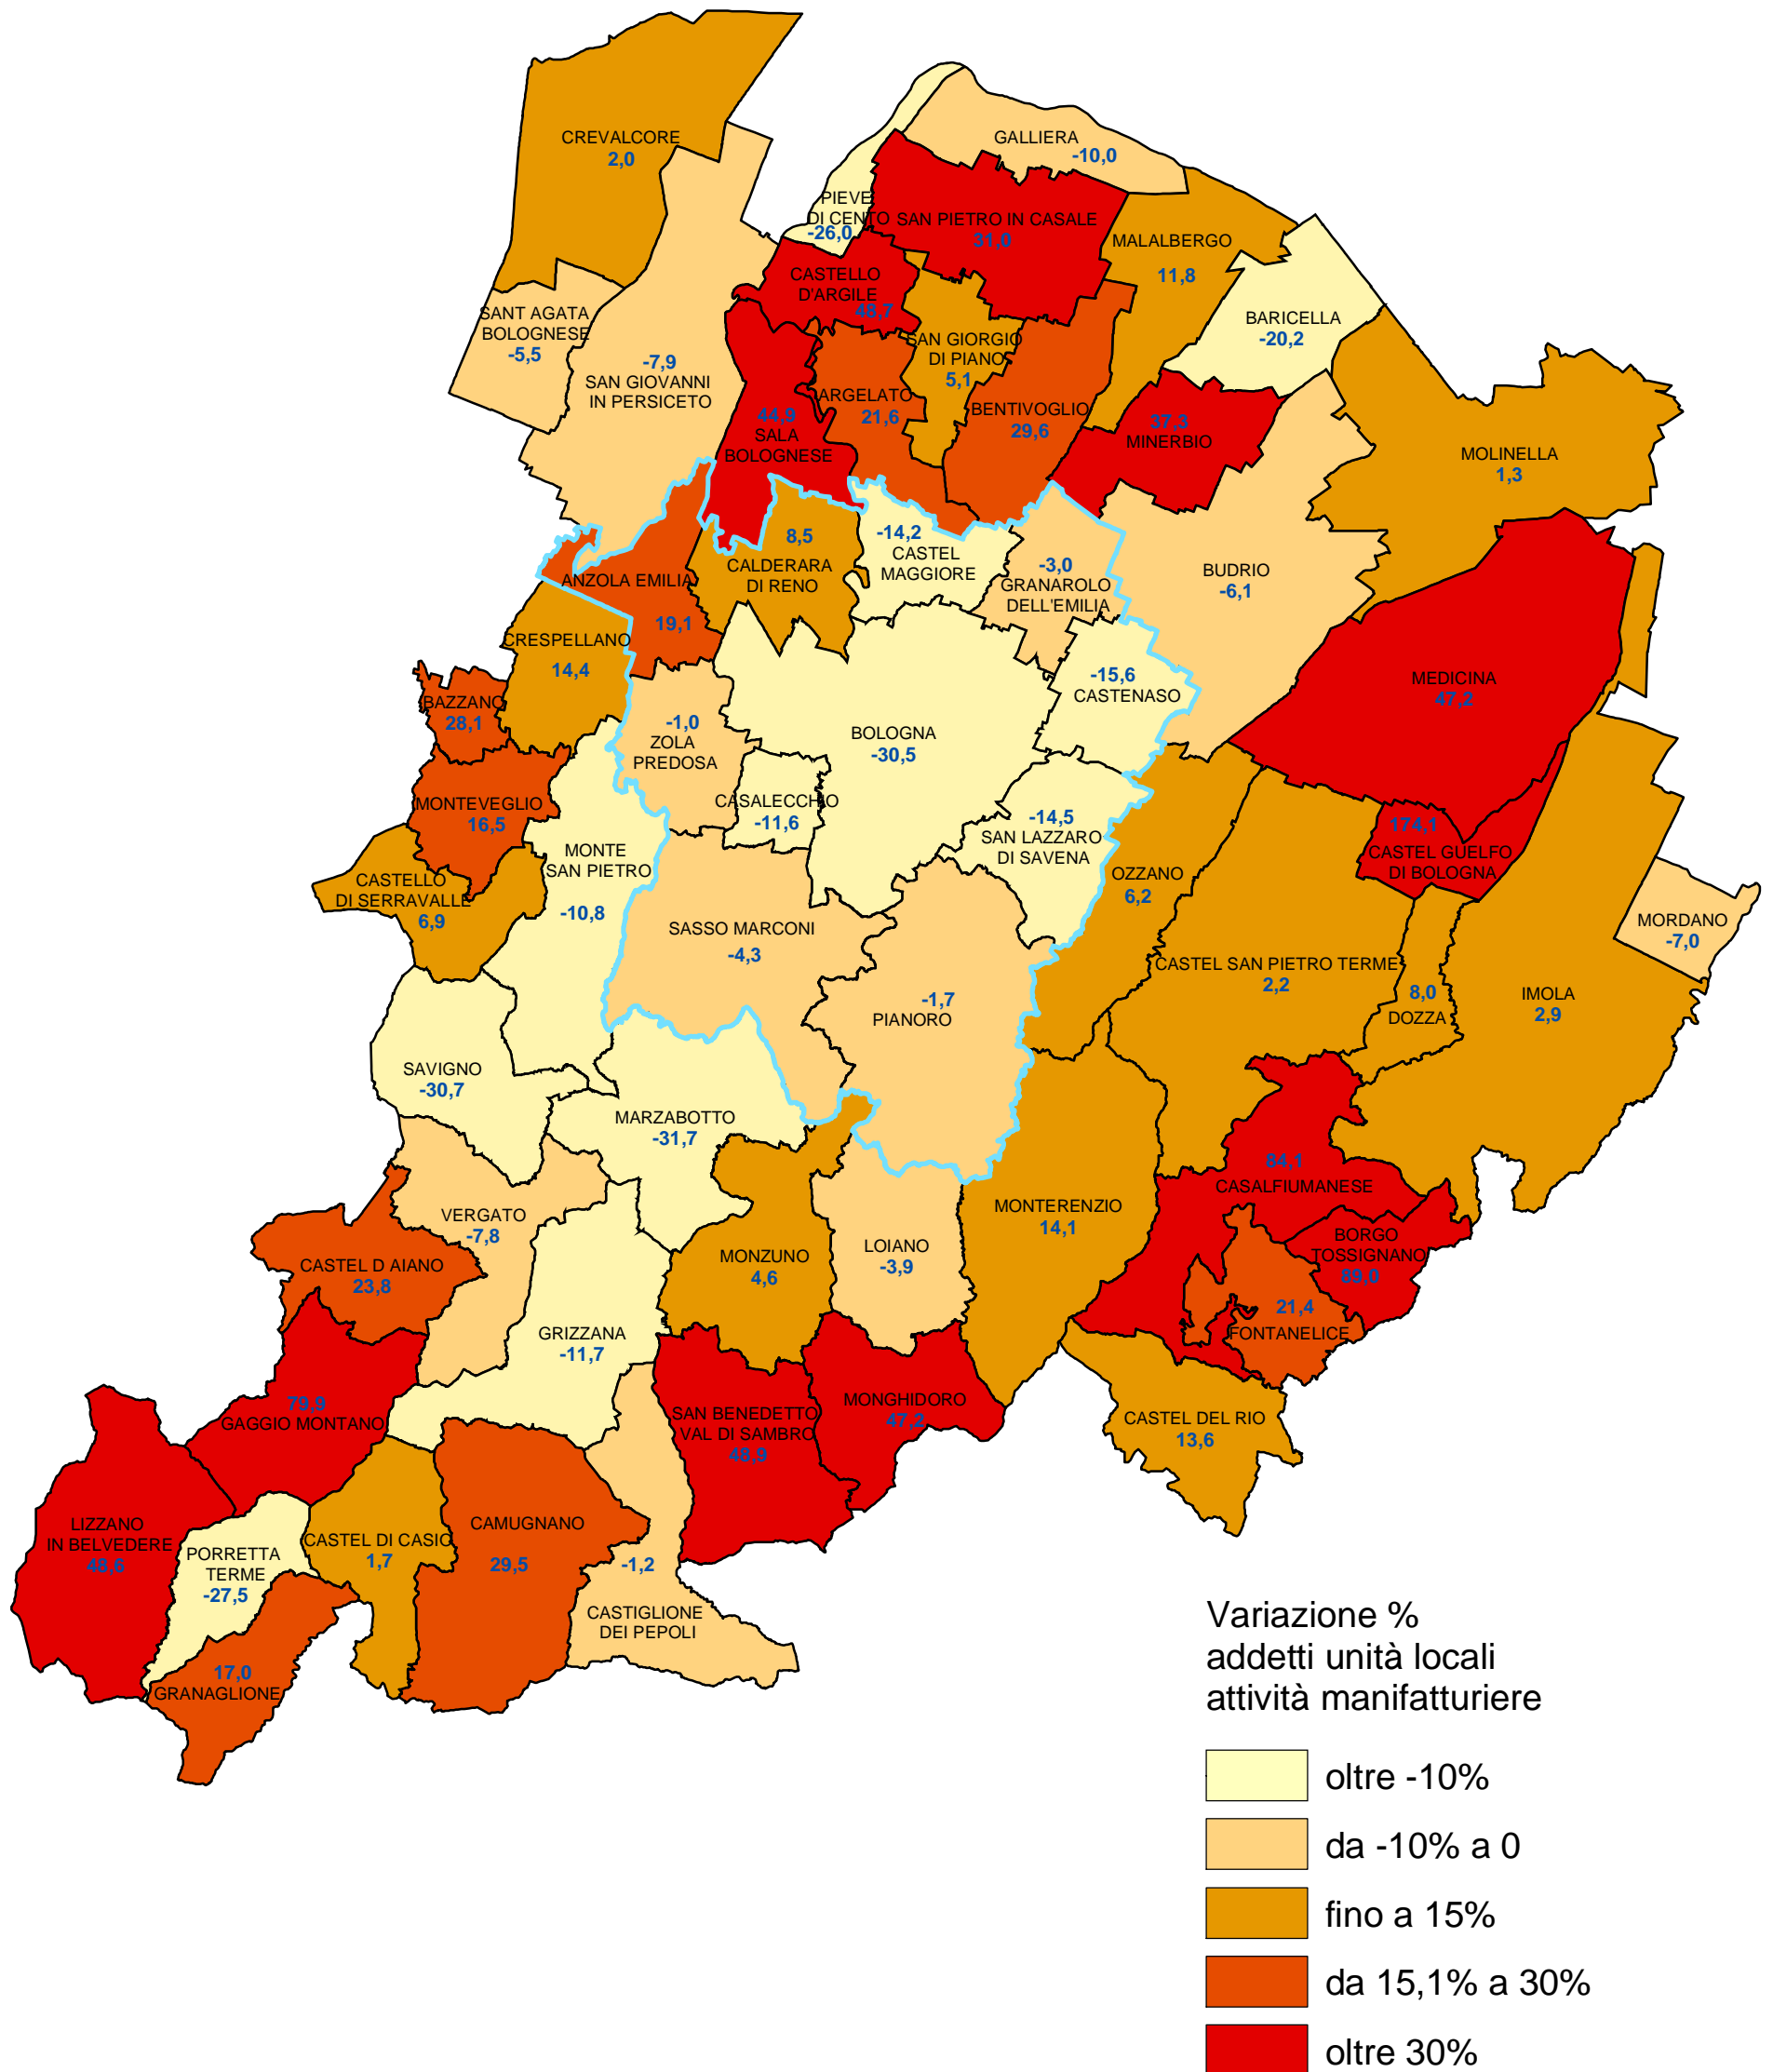 CREVALCORE
2,0
GALLIERA
-10,0
PIEVE
DI CENTO
-26,0
SAN PIETRO IN CASALE
31,0
MALALBERGO
11,8
CASTELLO
D'ARGILE
48,7
SANT AGATA
BOLOGNESE
-5,5
-7,9
SAN GIOVANNI
IN PERSICETO
SAN GIORGIO
DI PIANO
5,1
BARICELLA
-20,2
ARGELATO
21,6
BENTIVOGLIO
29,6
44,9
SALA
BOLOGNESE
37,3
MINERBIO
MOLINELLA
1,3
8,5
CALDERARA
DI RENO
-14,2
CASTEL
MAGGIORE
-3,0
GRANAROLO
DELL'EMILIA
BUDRIO
-6,1
ANZOLA EMILIA
19,1
CRESPELLANO
14,4
-15,6
CASTENASO
MEDICINA
47,2
BAZZANO
28,1
-1,0
ZOLA
PREDOSA
BOLOGNA
-30,5
MONTEVEGLIO
16,5
CASALECCHIO
-11,6
-14,5
SAN LAZZARO
DI SAVENA
174,1
CASTEL GUELFO
DI BOLOGNA
MONTE
SAN PIETRO
-10,8
CASTELLO
DI SERRAVALLE
6,9
OZZANO
6,2
SASSO MARCONI
-4,3
MORDANO
-7,0
CASTEL SAN PIETRO TERME
2,2
8,0
DOZZA
IMOLA
2,9
-1,7
PIANORO
SAVIGNO
-30,7
MARZABOTTO
-31,7
84,1
CASALFIUMANESE
VERGATO
-7,8
MONTERENZIO
14,1
BORGO
TOSSIGNANO
89,0
CASTEL D AIANO
23,8
MONZUNO
4,6
LOIANO
-3,9
21,4
FONTANELICE
GRIZZANA
-11,7
79,9
GAGGIO MONTANO
SAN BENEDETTO
VAL DI SAMBRO
48,9
MONGHIDORO
47,2
CASTEL DEL RIO
13,6
LIZZANO
IN BELVEDERE
48,6
PORRETTA
TERME
-27,5
CASTEL DI CASIO
1,7
CAMUGNANO
29,5
-1,2
CASTIGLIONE
DEI PEPOLI
17,0
GRANAGLIONE
Variazione %
addetti unità locali
attività manifatturiere
oltre -10%
da -10% a 0
fino a 15%
da 15,1% a 30%
oltre 30%